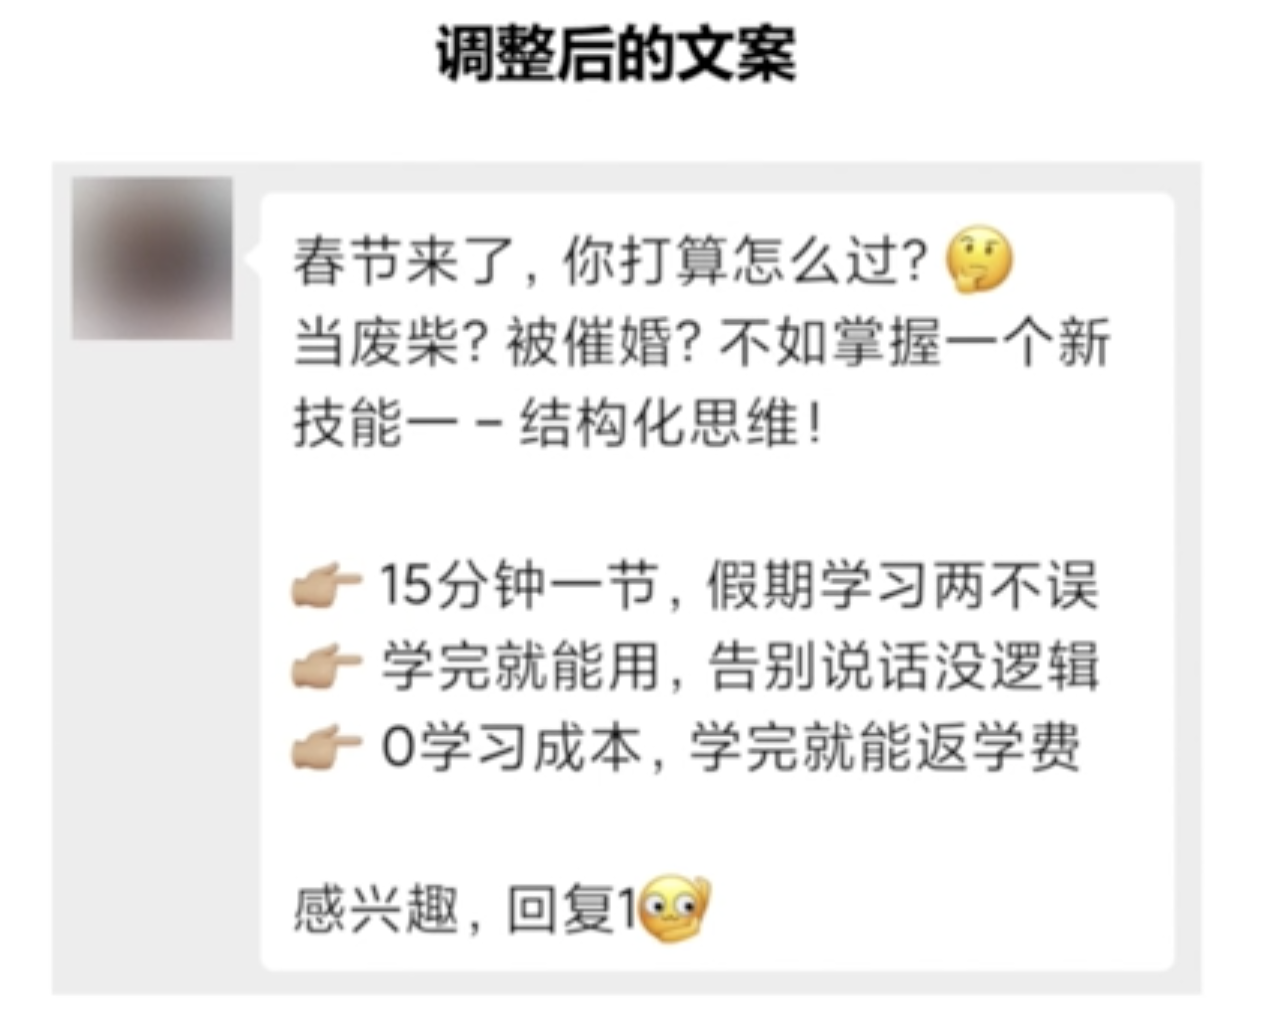 调整后的文案
春节来了，你打算怎么过？🤔
当废柴？被催婚？不如掌握一个新
技能一 – 结构化思维！
👉🏼 15分钟一节，假期学习两不误
👉🏼 学完就能用，告别说话没逻辑
👉🏼 0学习成本，学完就能返学费
感兴趣，回复1